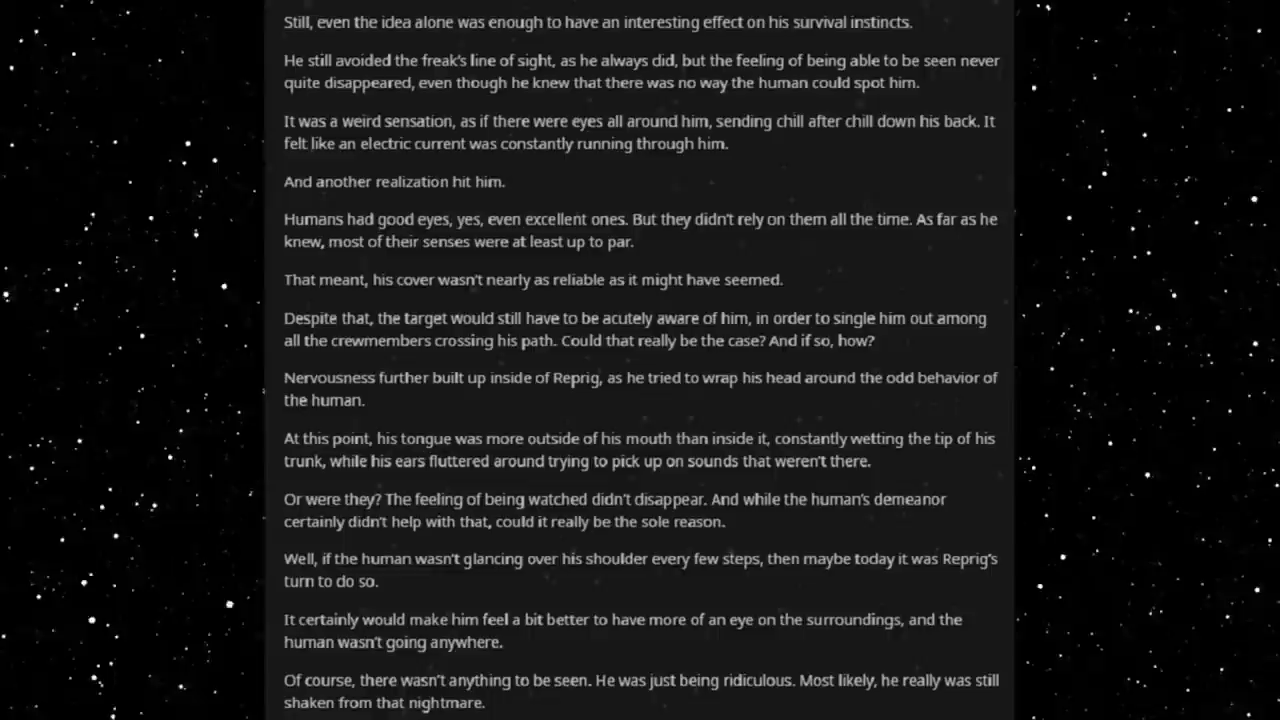 Still, even the idea alone was enough to have an interesting effect on his survival instincts.
He still avoided the freak's line of sight, as he always did, but the feeling of being able to be seen never
quite disappeared, even though he knew that there was no way the human could spot him.
It was a weird sensation, as if there were eyes all around him, sending chill after chill down his back. It
felt like an electric current was constantly running through him.
And another realization hit him.
Humans had good eyes, yes, even excellent ones. But they didn't rely on them all the time. As far as he
knew, most of their senses were at least up to par.
That meant, his cover wasn't nearly as reliable as it might have seemed.
Despite that, the target would still have to be acutely aware of him, in order to single him out among
all the crewmembers crossing his path. Could that really be the case? And if so, how?
Nervousness further built up inside of Reprig, as he tried to wrap his head around the odd behavior of
the human.
At this point, his tongue was more outside of his mouth than inside it, constantly wetting the tip of his
trunk, while his ears fluttered around trying to pick up on sounds that weren't there.
Or were they? The feeling of being watched didn't disappear. And while the human's demeanor
certainly didn't help with that, could it really be the sole reason.
Well, if the human wasn't glancing over his shoulder every few steps, then maybe today it was Reprig's
turn to do so.
It certainly would make him feel a bit better to have more of an eye on the surroundings, and the
human wasn't going anywhere.
Of course, there wasn't anything to be seen. He was just being ridiculous. Most likely, he really was still
shaken from that nightmare.